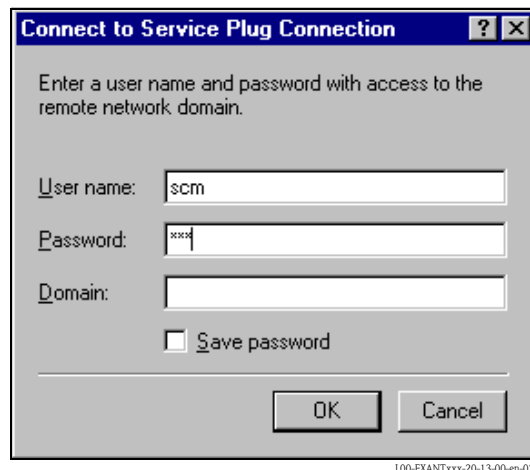 Connect to Service Plug Connection
Enter a user name and password with access to the
remote network domain.
User name: scm
Password: ***
Domain:
Save password
OK Cancel